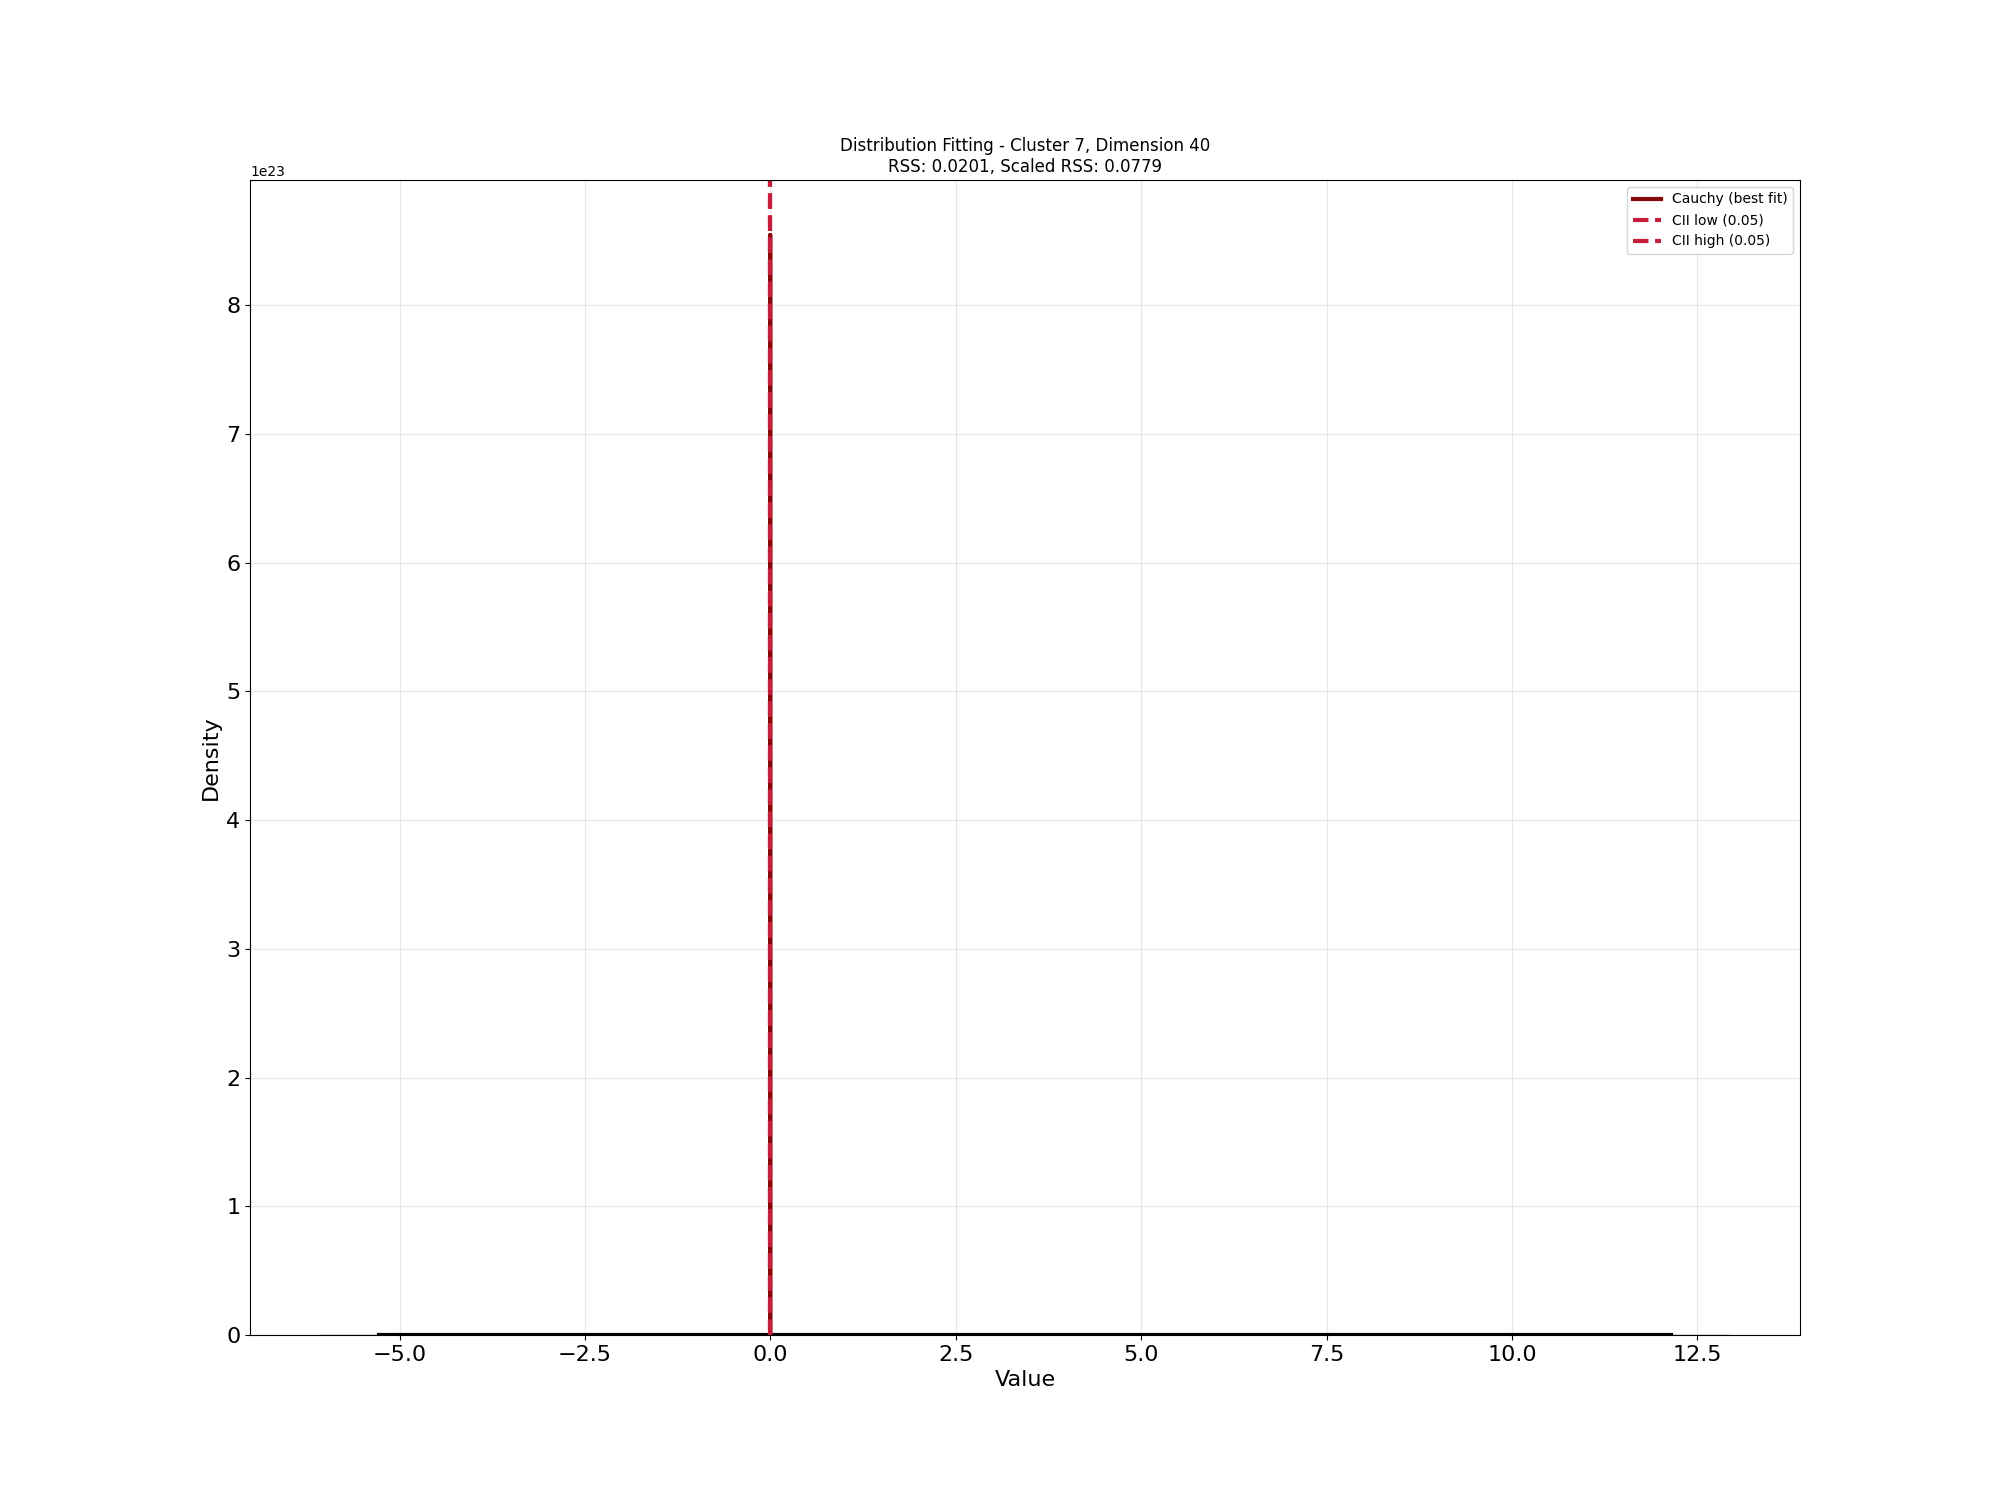 Distribution Fitting - Cluster 7, Dimension 40
RSS: 0.0201, Scaled RSS: 0.0779
1e23
Cauchy (best fit)
CII low (0.05)
CII high (0.05)
8
7
6
5
4
3
2
1
0
Density
−5.0
−2.5
0.0
2.5
5.0
7.5
10.0
12.5
Value